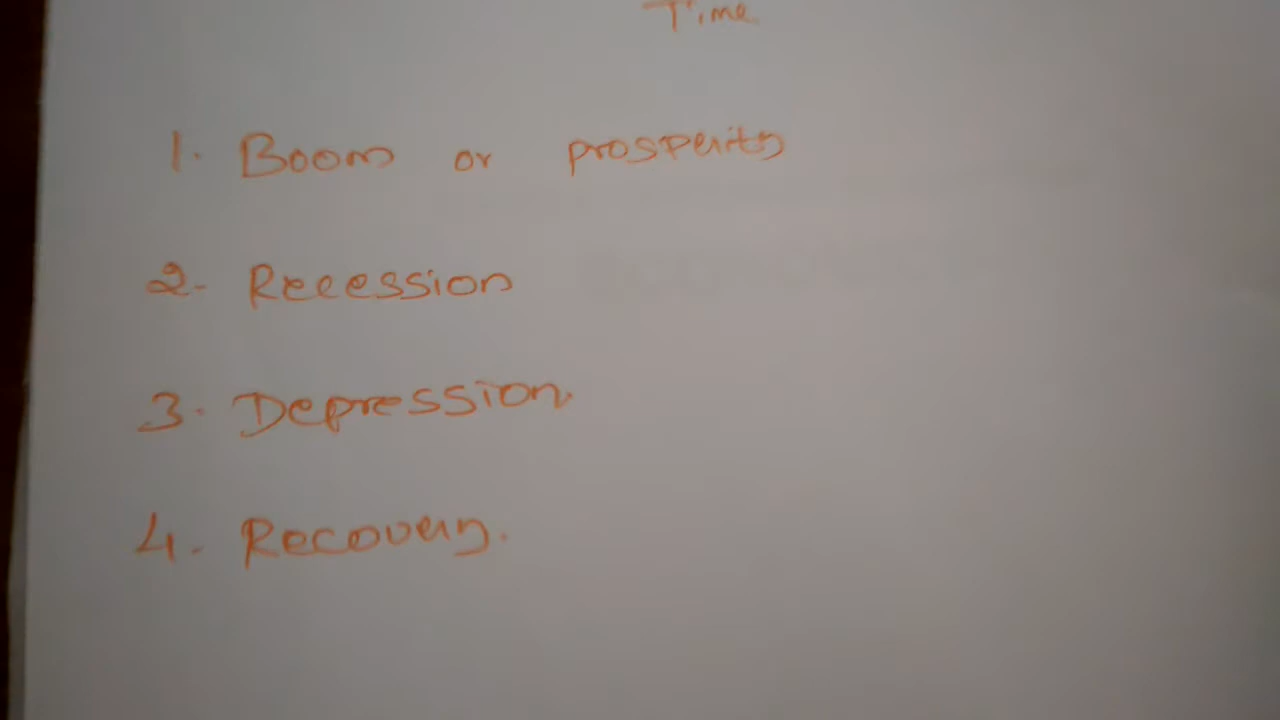 Time
1. Boom or prosperity
2. Recession
3. Depression.
4. Recovery.